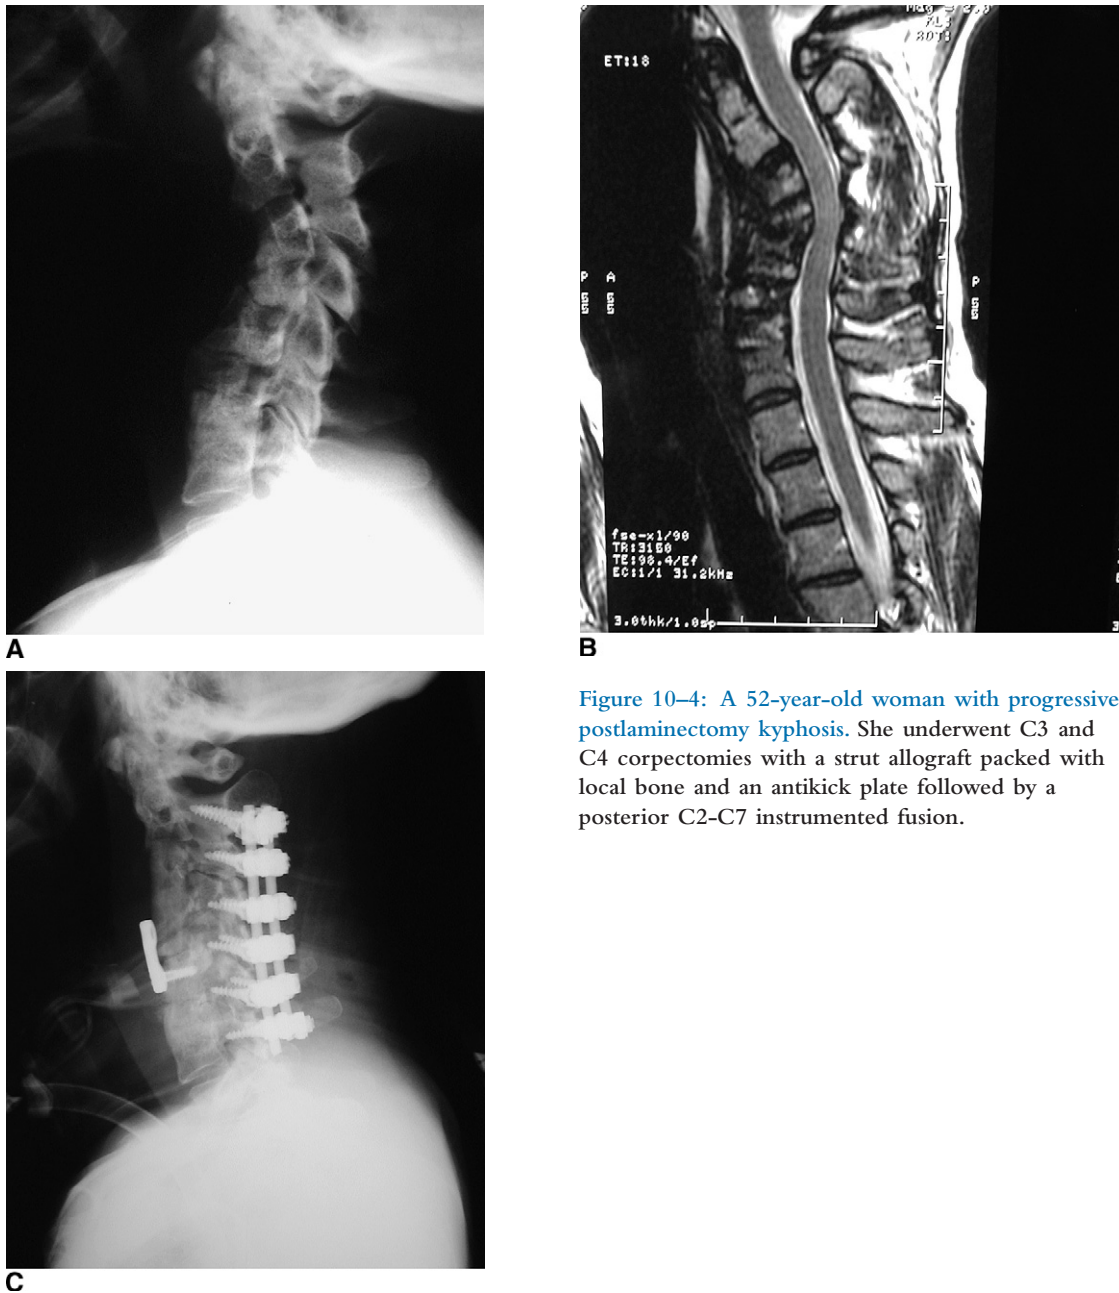 ET:18
P A
P
fse-xl/90
TR:3150
TE:98.4/Ef
EC:1/1 31.2kHz
3.0thk/1.0sp
A
B
Figure 10–4: A 52-year-old woman with progressive
postlaminectomy kyphosis. She underwent C3 and
C4 corpectomies with a strut allograft packed with
local bone and an antikick plate followed by a
posterior C2-C7 instrumented fusion.
C